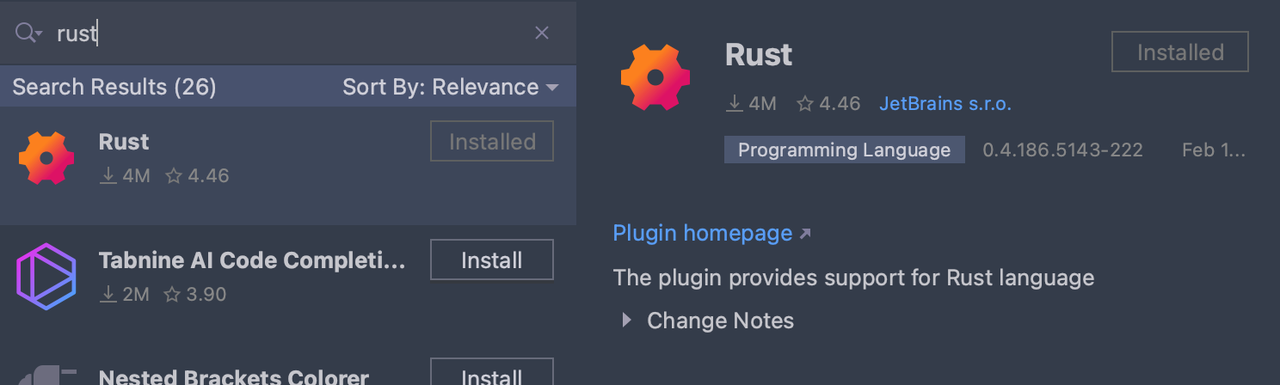 rust
Search Results (26) Sort By: Relevance
Rust
Installed
4M 4.46
Tabnine AI Code Completi...
Install
2M 3.90
Nested Brackets Colorer
Install
Rust
Installed
4M 4.46 JetBrains s.r.o.
Programming Language 0.4.186.5143-222 Feb 1...
Plugin homepage
The plugin provides support for Rust language
Change Notes